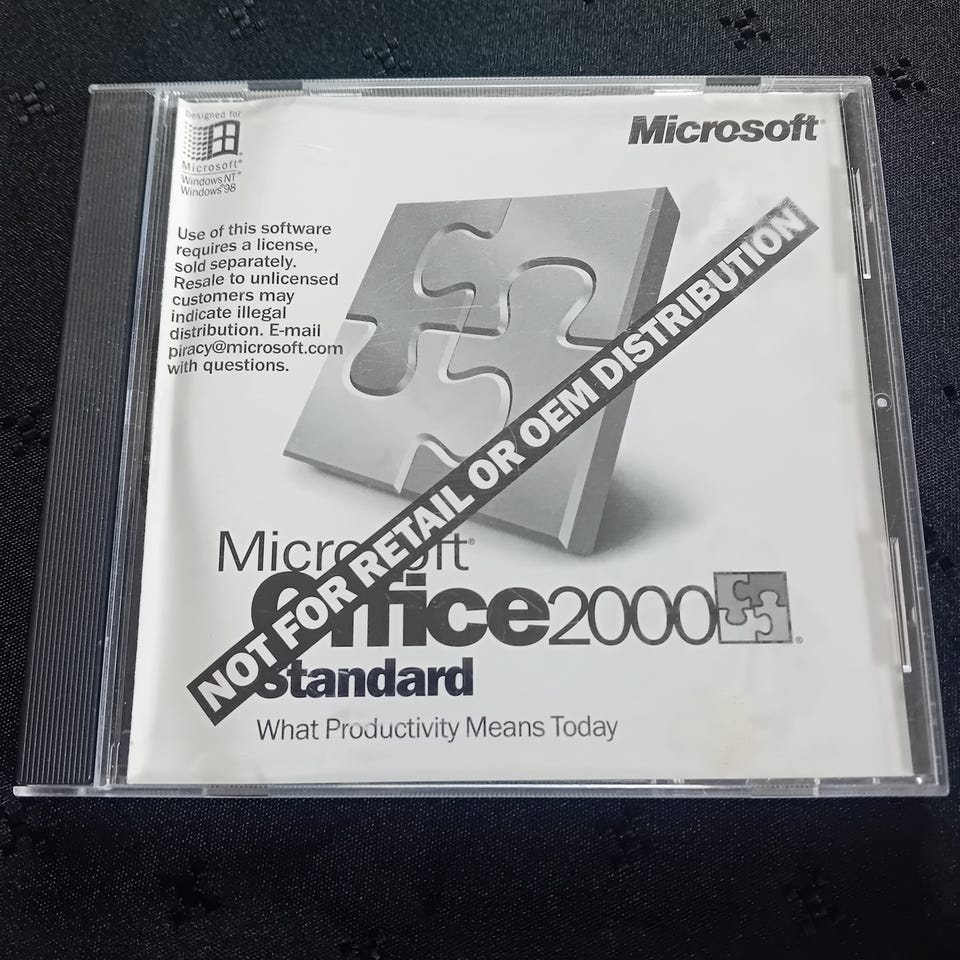 Designed for
Microsoft®
Windows NT®
Windows®98
Microsoft®
Use of this software
requires a license,
sold separately.
Resale to unlicensed
customers may
indicate illegal
distribution. E-mail
piracy@microsoft.com
with questions.
NOT FOR RETAIL OR OEM DISTRIBUTION
Microsoft®
Office2000®
Standard
What Productivity Means Today